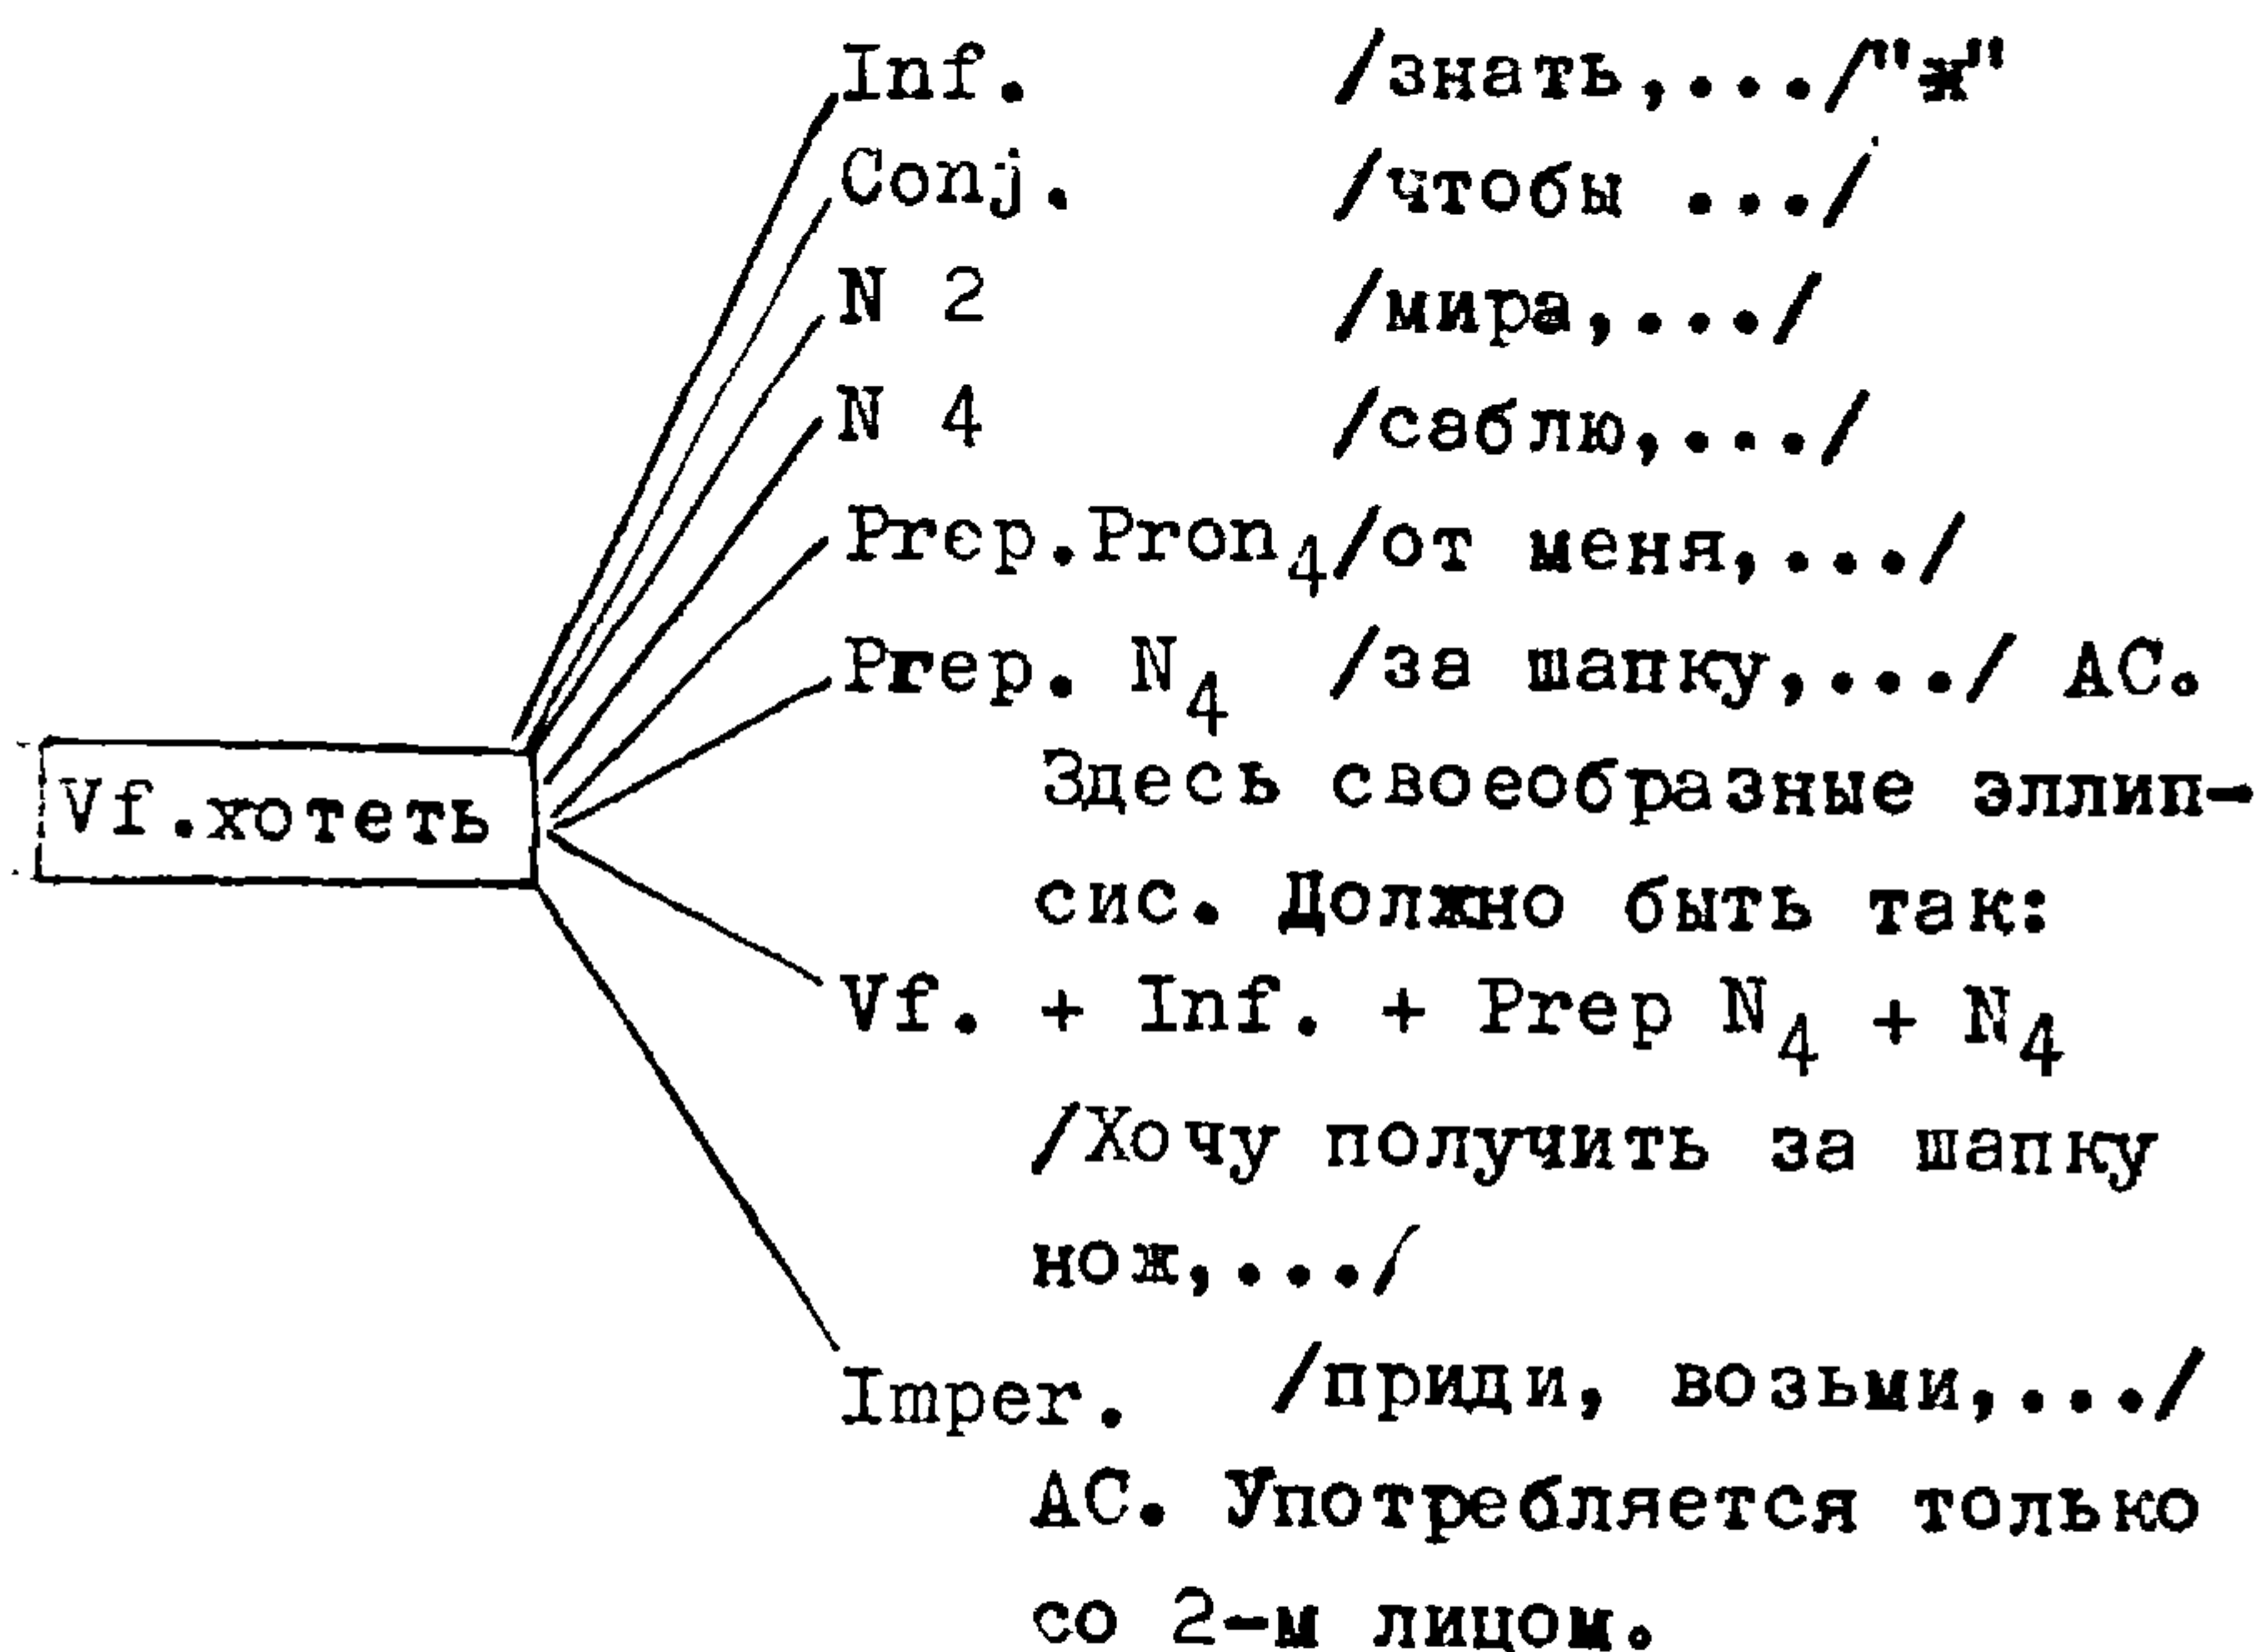 Inf. /знать,.../"ж"
Conj. /чтобы .../
N 2 /мира,.../
N 4 /саблю,.../
Prep.Pron4/от меня,.../
Prep. N4 /за шапку,.../ АС.
Здесь своеобразные эллип-
Vf.хотеть
сис. Должно быть так:
Vf. + Inf. + Prep N4 + N4
/Хочу получить за шапку
нож,.../
Imper. /приди, возьми,.../
АС. Употребляется только
со 2-м лицом.